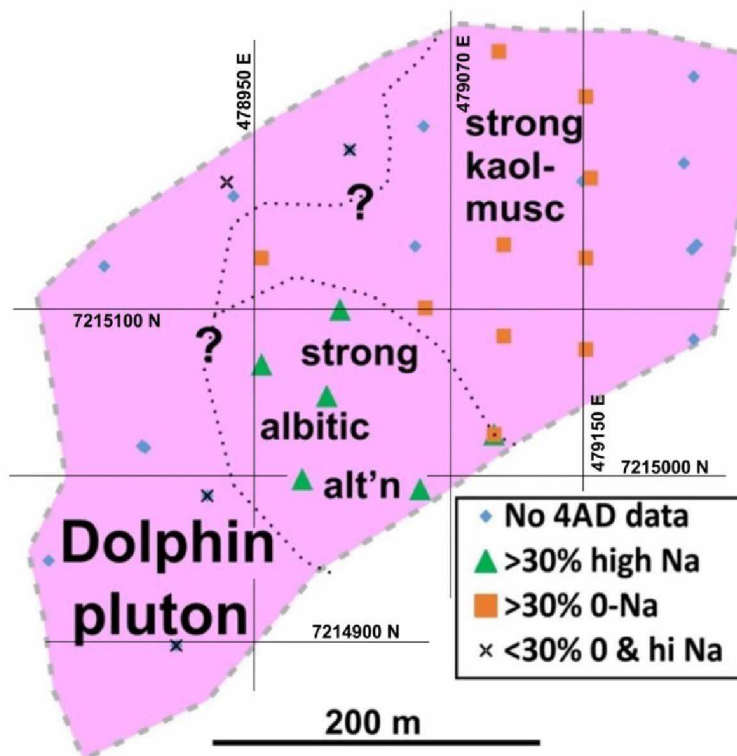 478950 E
479070 E
strong
kaol-
musc
?
7215100 N
?
strong
albitic
479150 E
alt'n
7215000 N
Dolphin
pluton
7214900 N
No 4AD data
>30% high Na
>30% 0-Na
<30% 0 & hi Na
200 m